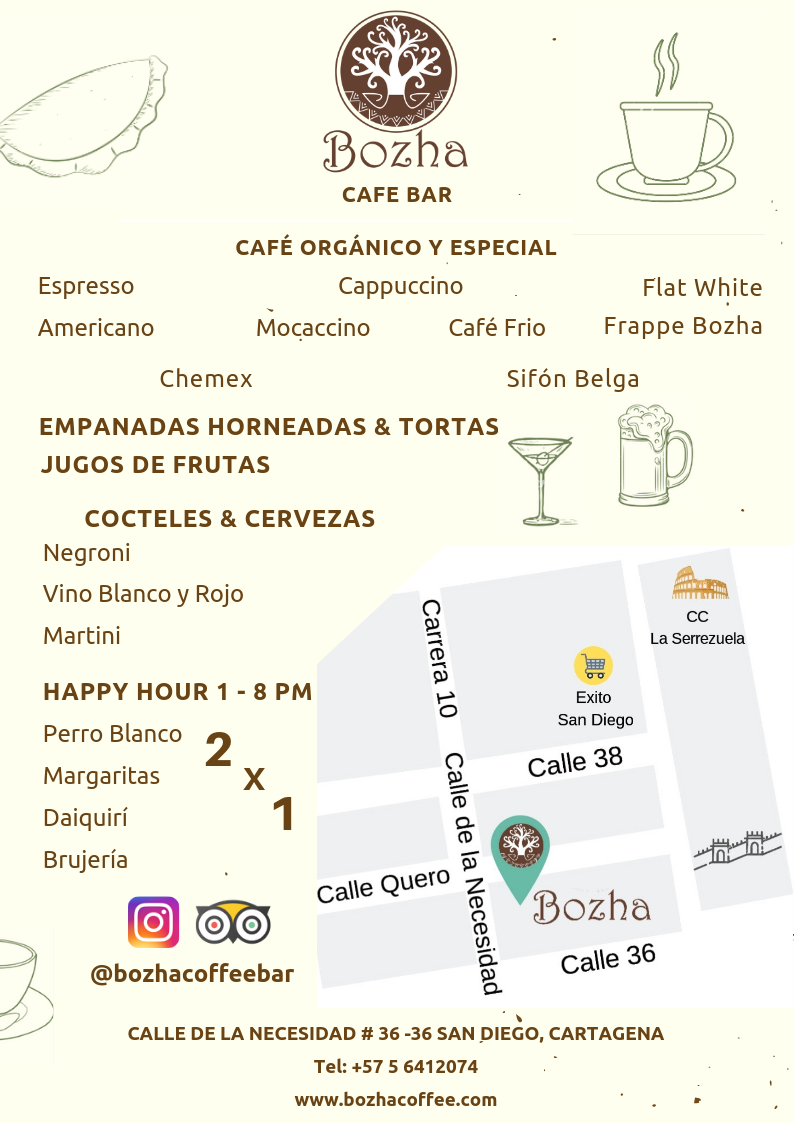 Bozha
CAFE BAR
CAFÉ ORGÁNICO Y ESPECIAL
Espresso Cappuccino Flat White
Americano Mocaccino Café Frio Frappe Bozha
Chemex Sifón Belga
EMPANADAS HORNEADAS & TORTAS
JUGOS DE FRUTAS
COCTELES & CERVEZAS
Negroni
Vino Blanco y Rojo
Martini
HAPPY HOUR 1 - 8 PM
Perro Blanco
Margaritas
Daiquirí
Brujería
2 x 1
@bozhacoffeebar
CC
La Serrezuela
Exito
San Diego
Carrera 10
Calle 38
Calle de la Necesidad
Calle Quero
Bozha
Calle 36
CALLE DE LA NECESIDAD # 36 -36 SAN DIEGO, CARTAGENA
Tel: +57 5 6412074
www.bozhacoffee.com